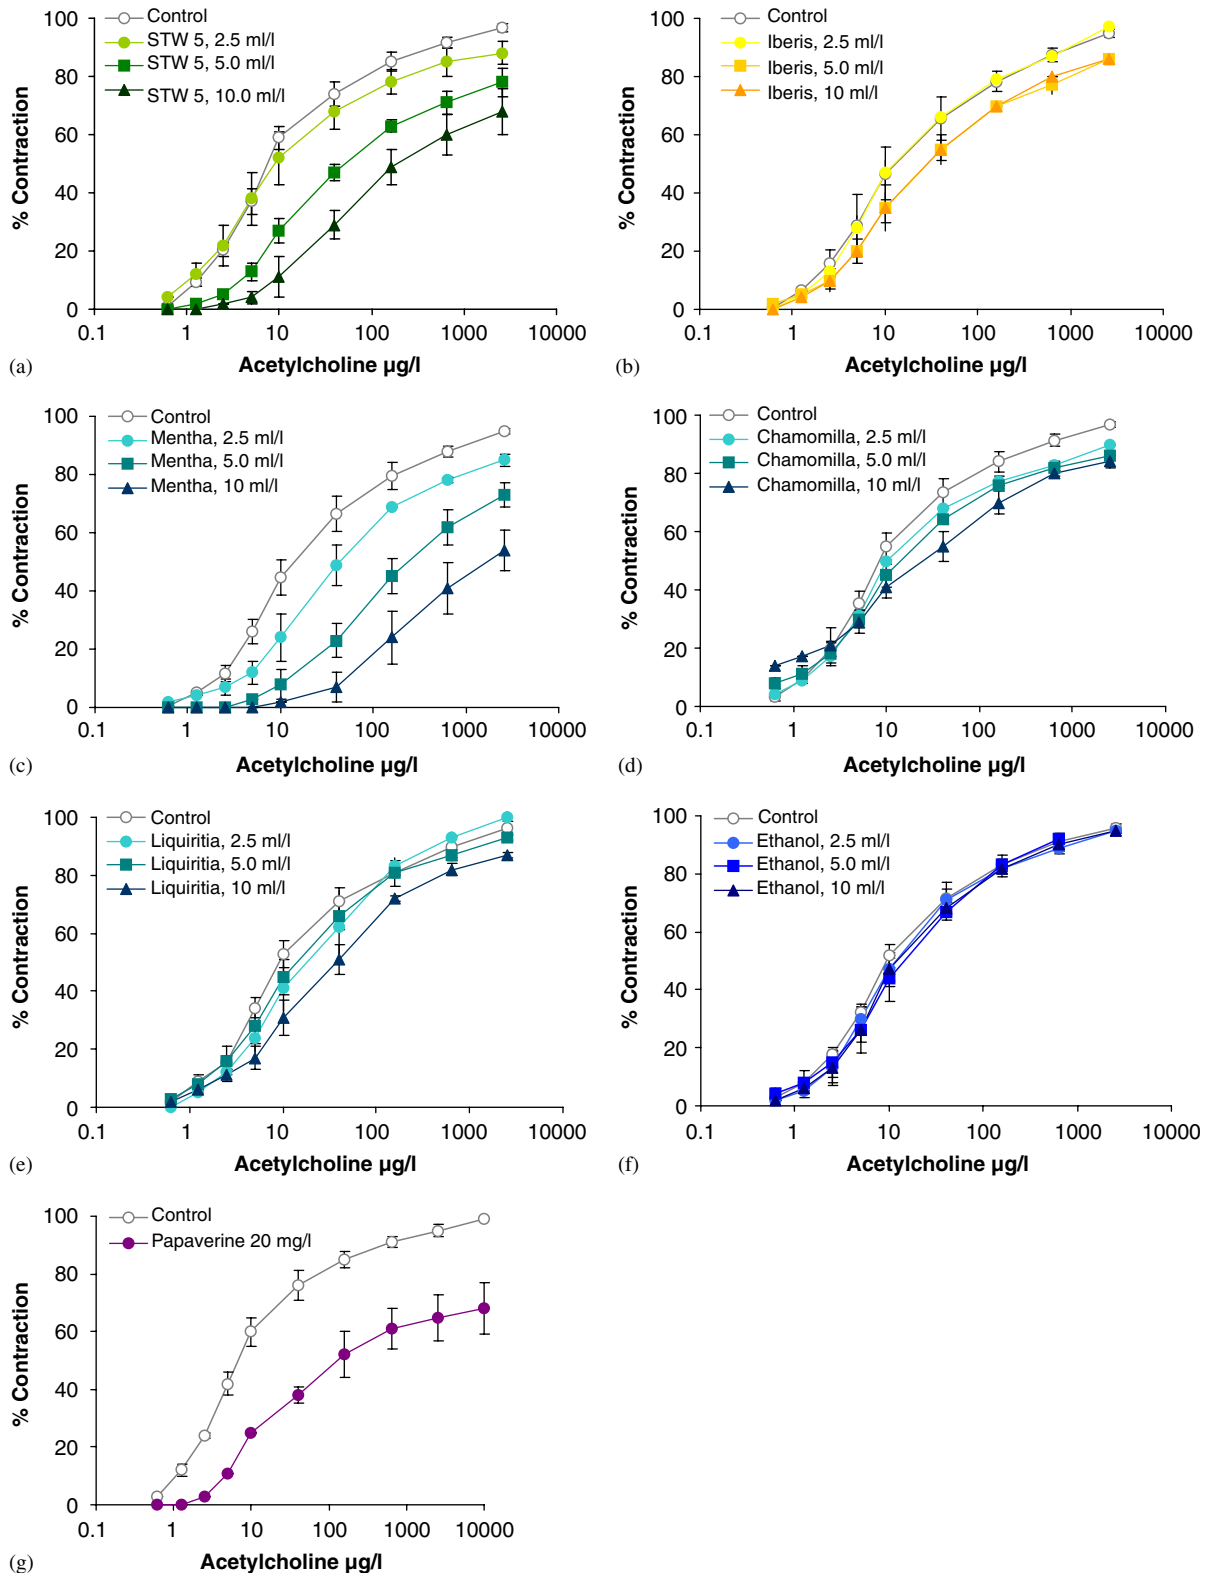 Control
STW 5, 2.5 ml/l
STW 5, 5.0 ml/l
STW 5, 10.0 ml/l
100
80
60
40
20
0
% Contraction
0.1 1 10 100 1000 10000
Acetylcholine µg/l
(a)
Control
Iberis, 2.5 ml/l
Iberis, 5.0 ml/l
Iberis, 10 ml/l
100
80
60
40
20
0
% Contraction
0.1 1 10 100 1000 10000
Acetylcholine µg/l
(b)
Control
Mentha, 2.5 ml/l
Mentha, 5.0 ml/l
Mentha, 10 ml/l
100
80
60
40
20
0
% Contraction
0.1 1 10 100 1000 10000
Acetylcholine µg/l
(c)
Control
Chamomilla, 2.5 ml/l
Chamomilla, 5.0 ml/l
Chamomilla, 10 ml/l
100
80
60
40
20
0
% Contraction
0.1 1 10 100 1000 10000
Acetylcholine µg/l
(d)
Control
Liquiritia, 2.5 ml/l
Liquiritia, 5.0 ml/l
Liquiritia, 10 ml/l
100
80
60
40
20
0
% Contraction
0.1 1 10 100 1000 10000
Acetylcholine µg/l
(e)
Control
Ethanol, 2.5 ml/l
Ethanol, 5.0 ml/l
Ethanol, 10 ml/l
100
80
60
40
20
0
% Contraction
0.1 1 10 100 1000 10000
Acetylcholine µg/l
(f)
Control
Papaverine 20 mg/l
100
80
60
40
20
0
% Contraction
0.1 1 10 100 1000 10000
Acetylcholine µg/l
(g)